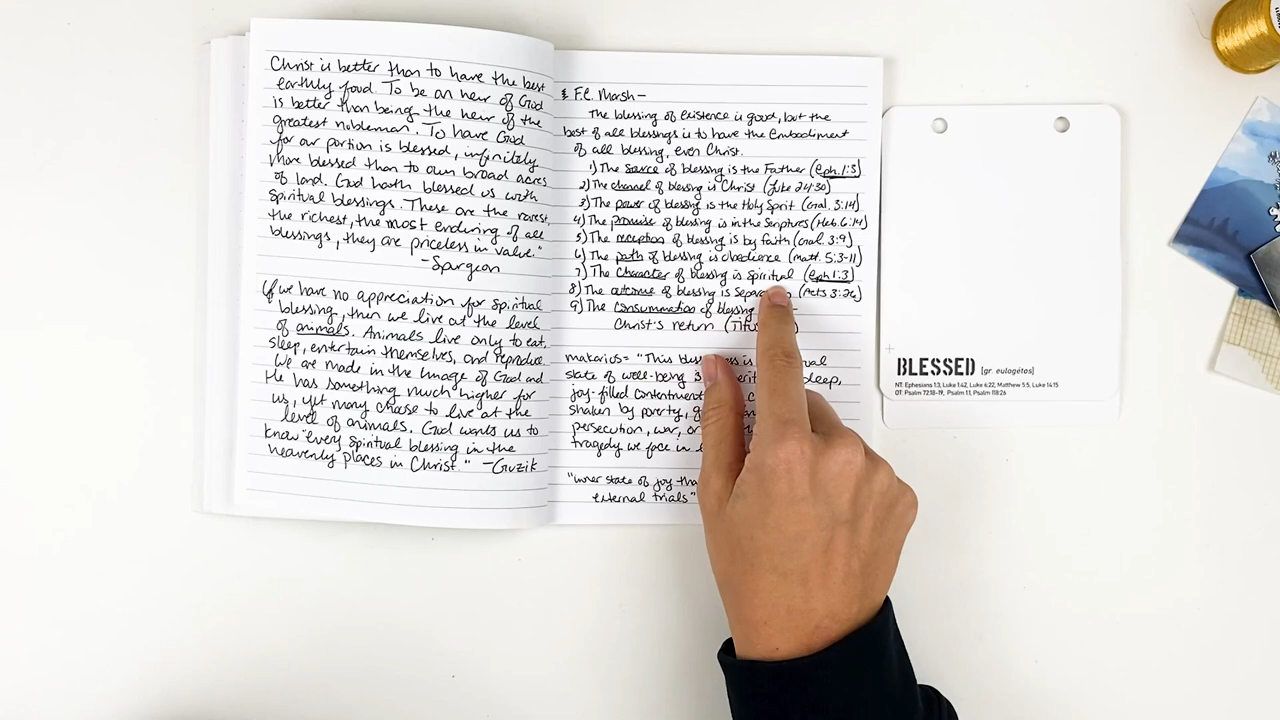 Christ is better than to have the best
earthly food. To be an heir of God
is better than being the heir of the
greatest nobleman. To have God
for our portion is blessed, infinitely
more blessed than to own broad acres
of land. God hath blessed us with
spiritual blessings. These are the rarest,
the richest, the most enduring of all
blessings, they are priceless in value."
-Spurgeon
If we have no appreciation for spiritual
blessing, then we live at the level
of animals. Animals live only to eat,
sleep, entertain themselves, and reproduce.
We are made in the image of God and
He has something much higher for
us, yet many chose to live at the
level of animals. God wants us to
know every spiritual blessing in the
heavenly places in Christ." -Guzik
F.E. Marsh-
The blessing of existence is good, but the
best of all blessings is to have the Embodiment
of all blessing, even Christ.
1) The source of blessing is the Father (Eph. 1:3)
2) The channel of blessing is Christ (Luke 24:30)
3) The power of blessing is the Holy Spirit (Gal. 3:14)
4) The promise of blessing is in the Scriptures (Heb. 6:14)
5) The reception of blessing is by faith (Gal. 3:9)
6) The path of blessing is obedience (Matt. 5:3-11)
7) The character of blessing is Spiritual (Eph 1:3)
8) The outcome of blessing is (Acts 3:26)
9) The consummation of blessing
Christ's return
makarios = "This is
state of well-being deep,
joy-filled contentment
shaken by poverty,
persecution, war, or
tragedy we face in
"inner state of joy
external trials"
BLESSED [gr. eulogétos]
NT. Ephesians 1:3, Luke 1:42, Luke 6:22, Matthew 5:5, Luke 14:15
OT. Psalm 72:18-19, Psalm 1:1, Psalm 118:26